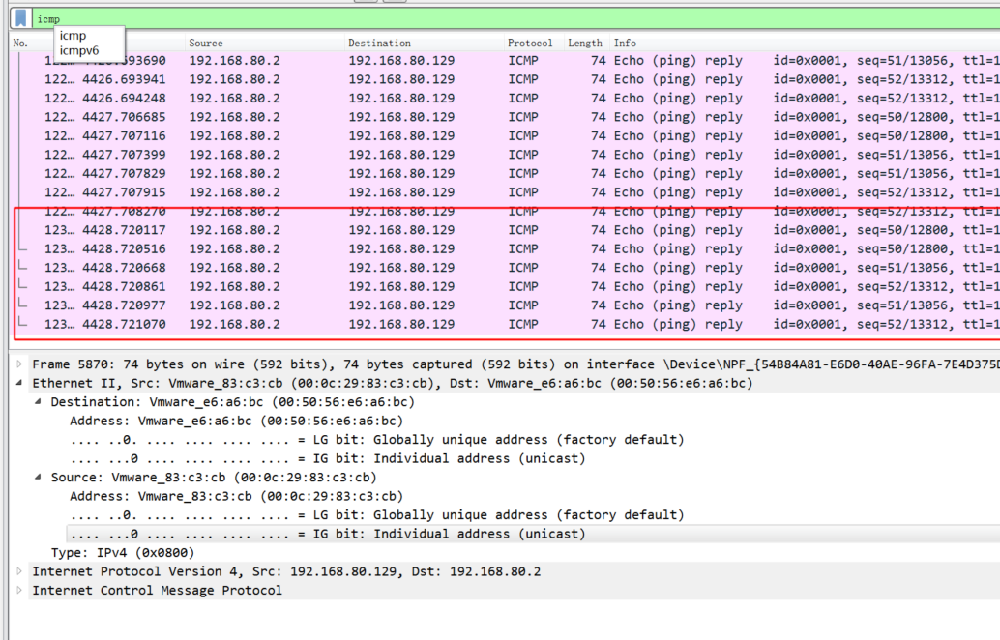 icmp
icmp
icmpv6
No. Source Destination Protocol Length Info
122… 192.168.80.2 192.168.80.129 ICMP 74 Echo (ping) reply id=0x0001, seq=51/13056, ttl=1
122… 4426.693941 192.168.80.2 192.168.80.129 ICMP 74 Echo (ping) reply id=0x0001, seq=52/13312, ttl=1
122… 4426.694248 192.168.80.2 192.168.80.129 ICMP 74 Echo (ping) reply id=0x0001, seq=52/13312, ttl=1
122… 4427.706685 192.168.80.2 192.168.80.129 ICMP 74 Echo (ping) reply id=0x0001, seq=50/12800, ttl=1
122… 4427.707116 192.168.80.2 192.168.80.129 ICMP 74 Echo (ping) reply id=0x0001, seq=50/12800, ttl=1
122… 4427.707399 192.168.80.2 192.168.80.129 ICMP 74 Echo (ping) reply id=0x0001, seq=51/13056, ttl=1
122… 4427.707829 192.168.80.2 192.168.80.129 ICMP 74 Echo (ping) reply id=0x0001, seq=51/13056, ttl=1
122… 4427.707915 192.168.80.2 192.168.80.129 ICMP 74 Echo (ping) reply id=0x0001, seq=52/13312, ttl=1
122… 4427.708270 192.168.80.2 192.168.80.129 ICMP 74 Echo (ping) reply id=0x0001, seq=52/13312, ttl=1
123… 4428.720117 192.168.80.2 192.168.80.129 ICMP 74 Echo (ping) reply id=0x0001, seq=50/12800, ttl=1
123… 4428.720516 192.168.80.2 192.168.80.129 ICMP 74 Echo (ping) reply id=0x0001, seq=50/12800, ttl=1
123… 4428.720668 192.168.80.2 192.168.80.129 ICMP 74 Echo (ping) reply id=0x0001, seq=51/13056, ttl=1
123… 4428.720861 192.168.80.2 192.168.80.129 ICMP 74 Echo (ping) reply id=0x0001, seq=52/13312, ttl=1
123… 4428.720977 192.168.80.2 192.168.80.129 ICMP 74 Echo (ping) reply id=0x0001, seq=51/13056, ttl=1
123… 4428.721070 192.168.80.2 192.168.80.129 ICMP 74 Echo (ping) reply id=0x0001, seq=52/13312, ttl=1
Frame 5870: 74 bytes on wire (592 bits), 74 bytes captured (592 bits) on interface \Device\NPF_{54B84A81-E6D0-40AE-96FA-7E4D375D
Ethernet II, Src: Vmware_83:c3:cb (00:0c:29:83:c3:cb), Dst: Vmware_e6:a6:bc (00:50:56:e6:a6:bc)
Destination: Vmware_e6:a6:bc (00:50:56:e6:a6:bc)
Address: Vmware_e6:a6:bc (00:50:56:e6:a6:bc)
.... ..0. .... .... .... .... = LG bit: Globally unique address (factory default)
.... ...0 .... .... .... .... = IG bit: Individual address (unicast)
Source: Vmware_83:c3:cb (00:0c:29:83:c3:cb)
Address: Vmware_83:c3:cb (00:0c:29:83:c3:cb)
.... ..0. .... .... .... .... = LG bit: Globally unique address (factory default)
.... ...0 .... .... .... .... = IG bit: Individual address (unicast)
Type: IPv4 (0x0800)
Internet Protocol Version 4, Src: 192.168.80.129, Dst: 192.168.80.2
Internet Control Message Protocol